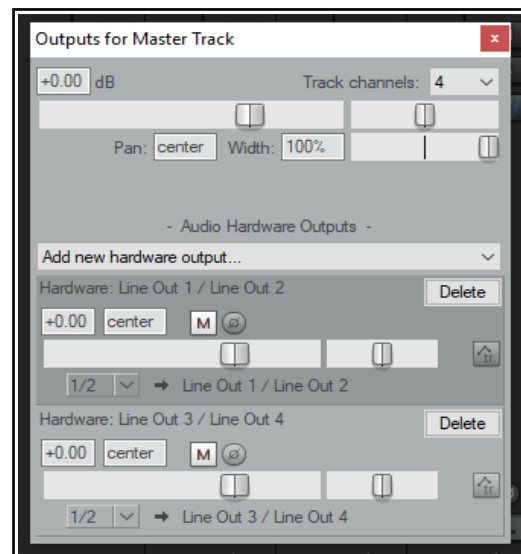 Outputs for Master Track x
+0.00 dB Track channels: 4
Pan: center Width: 100%
- Audio Hardware Outputs -
Add new hardware output...
Hardware: Line Out 1 / Line Out 2 Delete
+0.00 center M ø
1/2 → Line Out 1 / Line Out 2 tr
Hardware: Line Out 3 / Line Out 4 Delete
+0.00 center M ø
1/2 → Line Out 3 / Line Out 4 tr